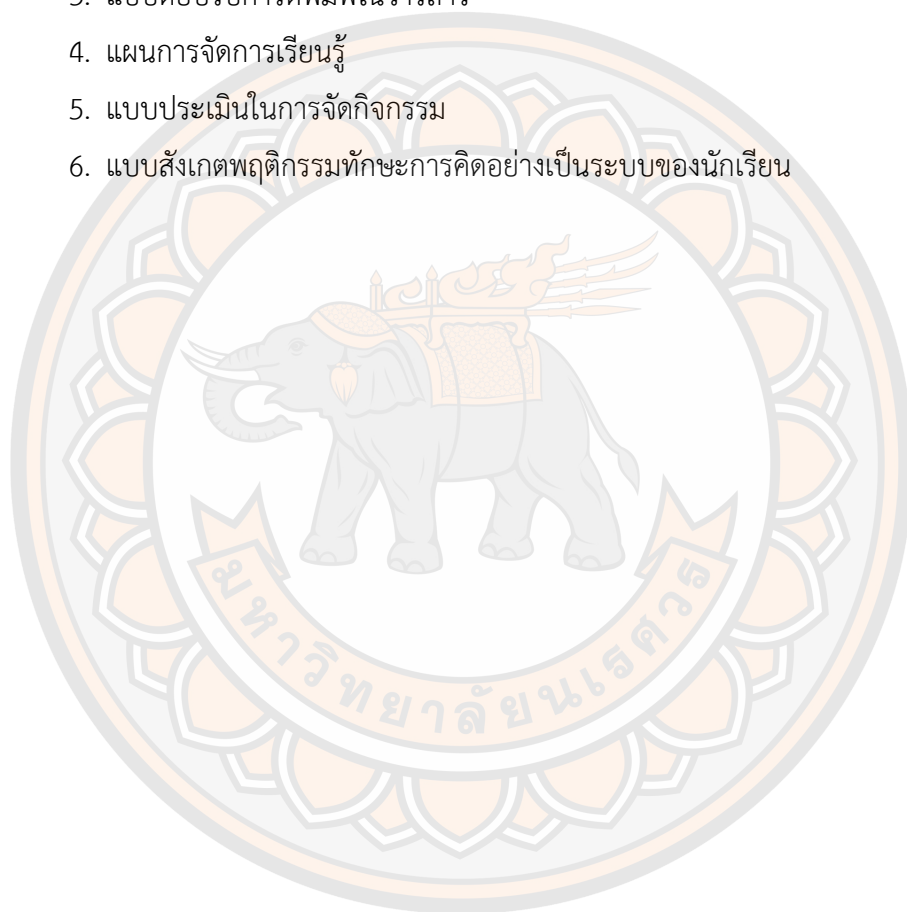 4. แผนการจัดการเรียนรู้
5. แบบประเมินในการจัดกิจกรรม
6. แบบสังเกตพฤติกรรมทักษะการคิดอย่างเป็นระบบของนักเรียน
มหาวิทยาลัยนเรศวร